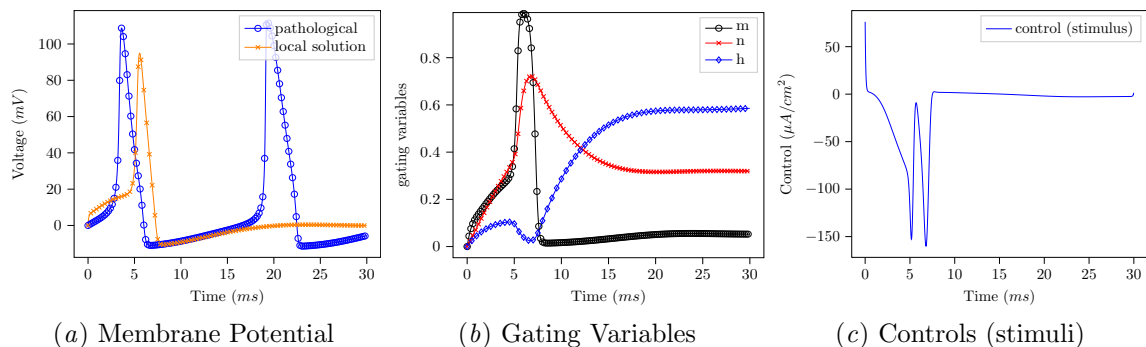 pathological
local solution
100
80
60
40
20
0
Voltage (mV)
0 5 10 15 20 25 30
Time (ms)
(a) Membrane Potential
m
n
h
0.8
0.6
0.4
0.2
0
gating variables
0 5 10 15 20 25 30
Time (ms)
(b) Gating Variables
control (stimulus)
50
0
−50
−100
−150
Control (μA/cm²)
0 5 10 15 20 25 30
Time (ms)
(c) Controls (stimuli)